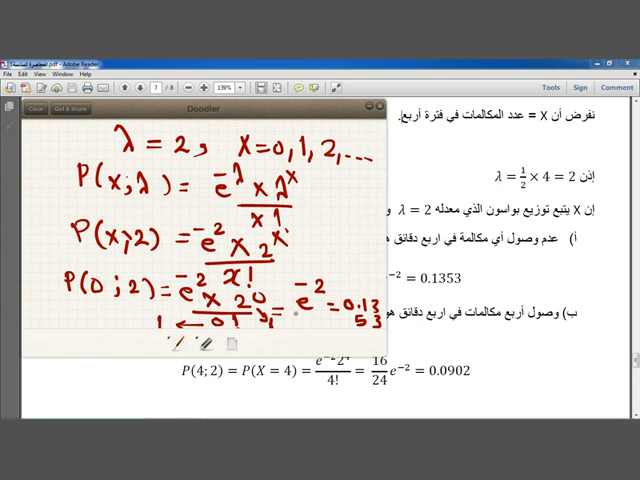 المحاضرة السابعة1.pdf - Adobe Reader
File Edit View Window Help
7 / 8 139% Tools Sign Comment
Doodler
Clear Get & Share
λ = 2, X = 0, 1, 2, ...
P(x; λ) = e^-λ × λ^x / x!
P(x; 2) = e^-2 × 2^x / x!
P(0; 2) = e^-2 × 2^0 / 0! = e^-2 = 0.1353
1 ← → 1
نفرض أن X = عدد المكالمات في فترة أربع.
إذن λ = 1/2 × 4 = 2
إن X يتبع توزيع بواسون الذي معدله λ = 2 و
أ) عدم وصول أي مكالمة في اربع دقائق هو
e^-2 = 0.1353
ب) وصول أربع مكالمات في اربع دقائق هو
P(4; 2) = P(X = 4) = e^-2 2^4 / 4! = 16/24 e^-2 = 0.0902